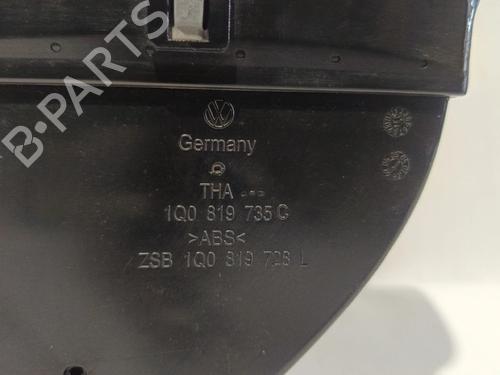 B-PARTS
Germany
THA
1Q0 819 735 C
>ABS<
ZSB 1Q0 819 728 L